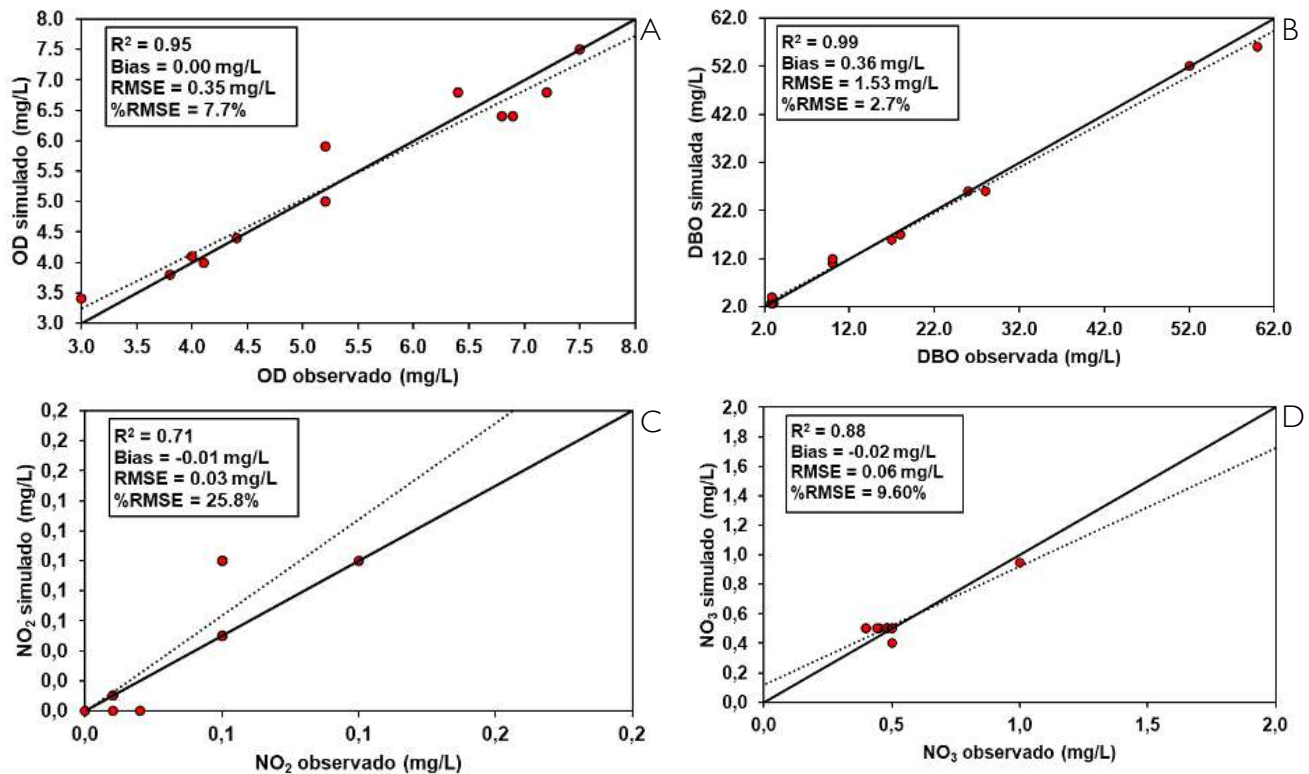 A
R² = 0.95
Bias = 0.00 mg/L
RMSE = 0.35 mg/L
%RMSE = 7.7%
OD simulado (mg/L)
8.0
7.5
7.0
6.5
6.0
5.5
5.0
4.5
4.0
3.5
3.0
3.0 4.0 5.0 6.0 7.0 8.0
OD observado (mg/L)
B
R² = 0.99
Bias = 0.36 mg/L
RMSE = 1.53 mg/L
%RMSE = 2.7%
DBO simulada (mg/L)
62.0
52.0
42.0
32.0
22.0
12.0
2.0
2.0 12.0 22.0 32.0 42.0 52.0 62.0
DBO observada (mg/L)
C
R² = 0.71
Bias = -0.01 mg/L
RMSE = 0.03 mg/L
%RMSE = 25.8%
NO₂ simulado (mg/L)
0,2
0,2
0,2
0,1
0,1
0,1
0,1
0,1
0,0
0,0
0,0
0,0 0,1 0,1 0,2 0,2
NO₂ observado (mg/L)
D
R² = 0.88
Bias = -0.02 mg/L
RMSE = 0.06 mg/L
%RMSE = 9.60%
NO₃ simulado (mg/L)
2,0
1,8
1,6
1,4
1,2
1,0
0,8
0,6
0,4
0,2
0,0
0,0 0,5 1,0 1,5 2,0
NO₃ observado (mg/L)